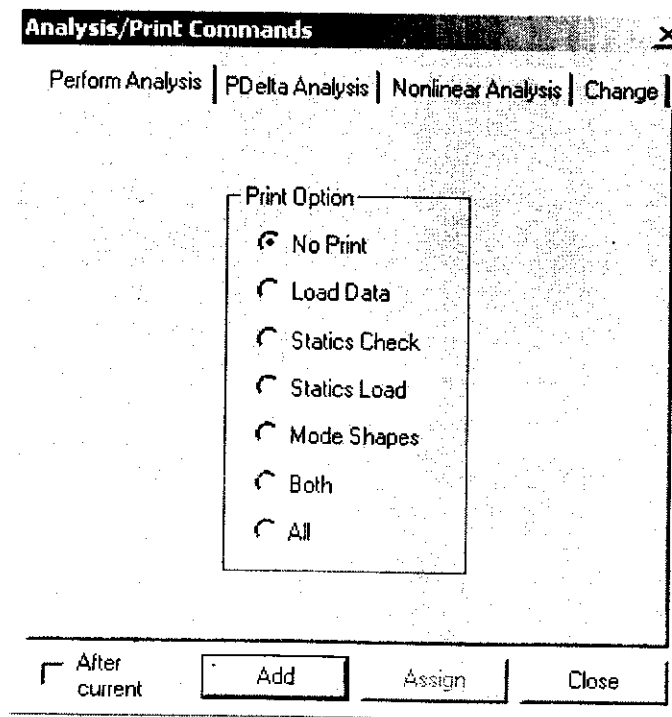 Analysis/Print Commands
Perform Analysis | PDelta Analysis | Nonlinear Analysis | Change
Print Option
No Print
Load Data
Statics Check
Statics Load
Mode Shapes
Both
All
After current
Add
Assign
Close